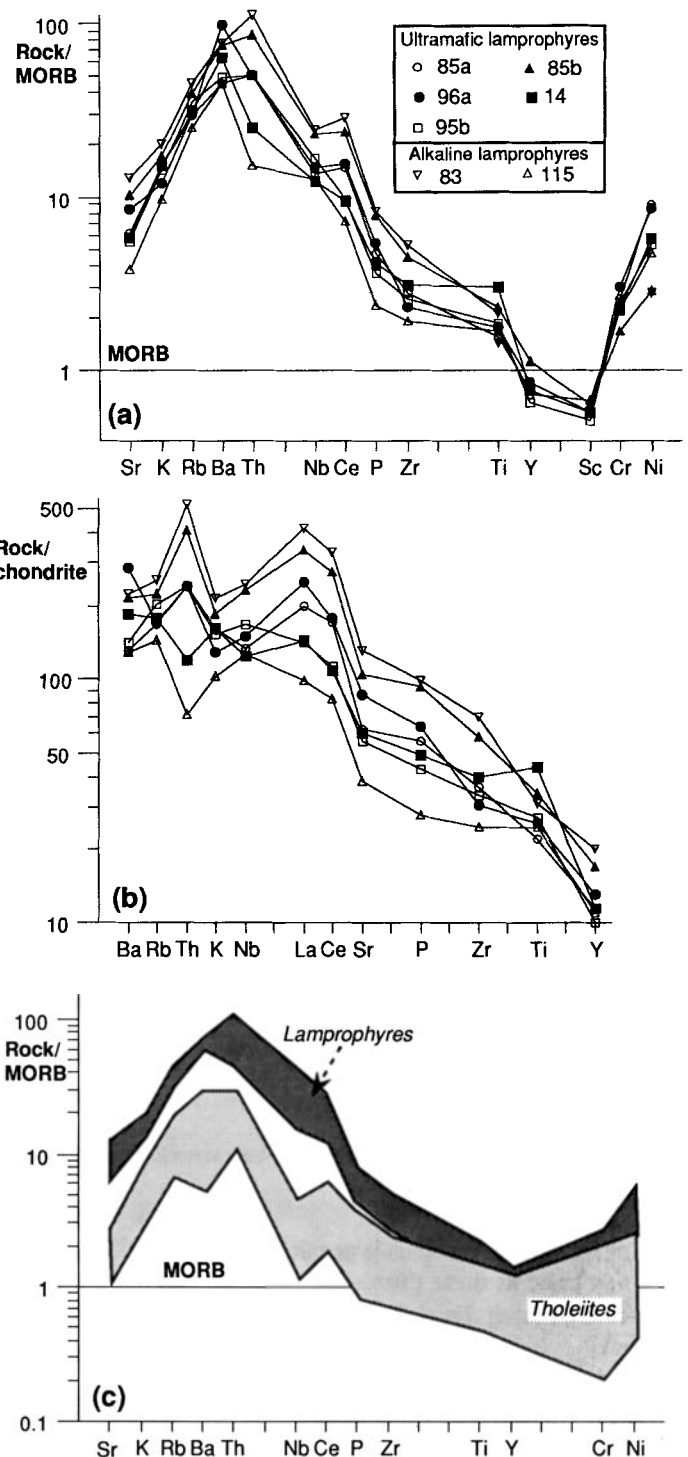 100
Rock/
MORB
10
1
MORB
(a)
Ultramafic lamprophyres
85a 85b
96a 14
95b
Alkaline lamprophyres
83 115
Sr K Rb Ba Th Nb Ce P Zr Ti Y Sc Cr Ni
500
Rock/
chondrite
100
50
10
(b)
Ba Rb Th K Nb La Ce Sr P Zr Ti Y
100
Rock/
MORB
10
1
0.1
Lamprophyres
MORB
Tholeiites
(c)
Sr K Rb Ba Th Nb Ce P Zr Ti Y Cr Ni